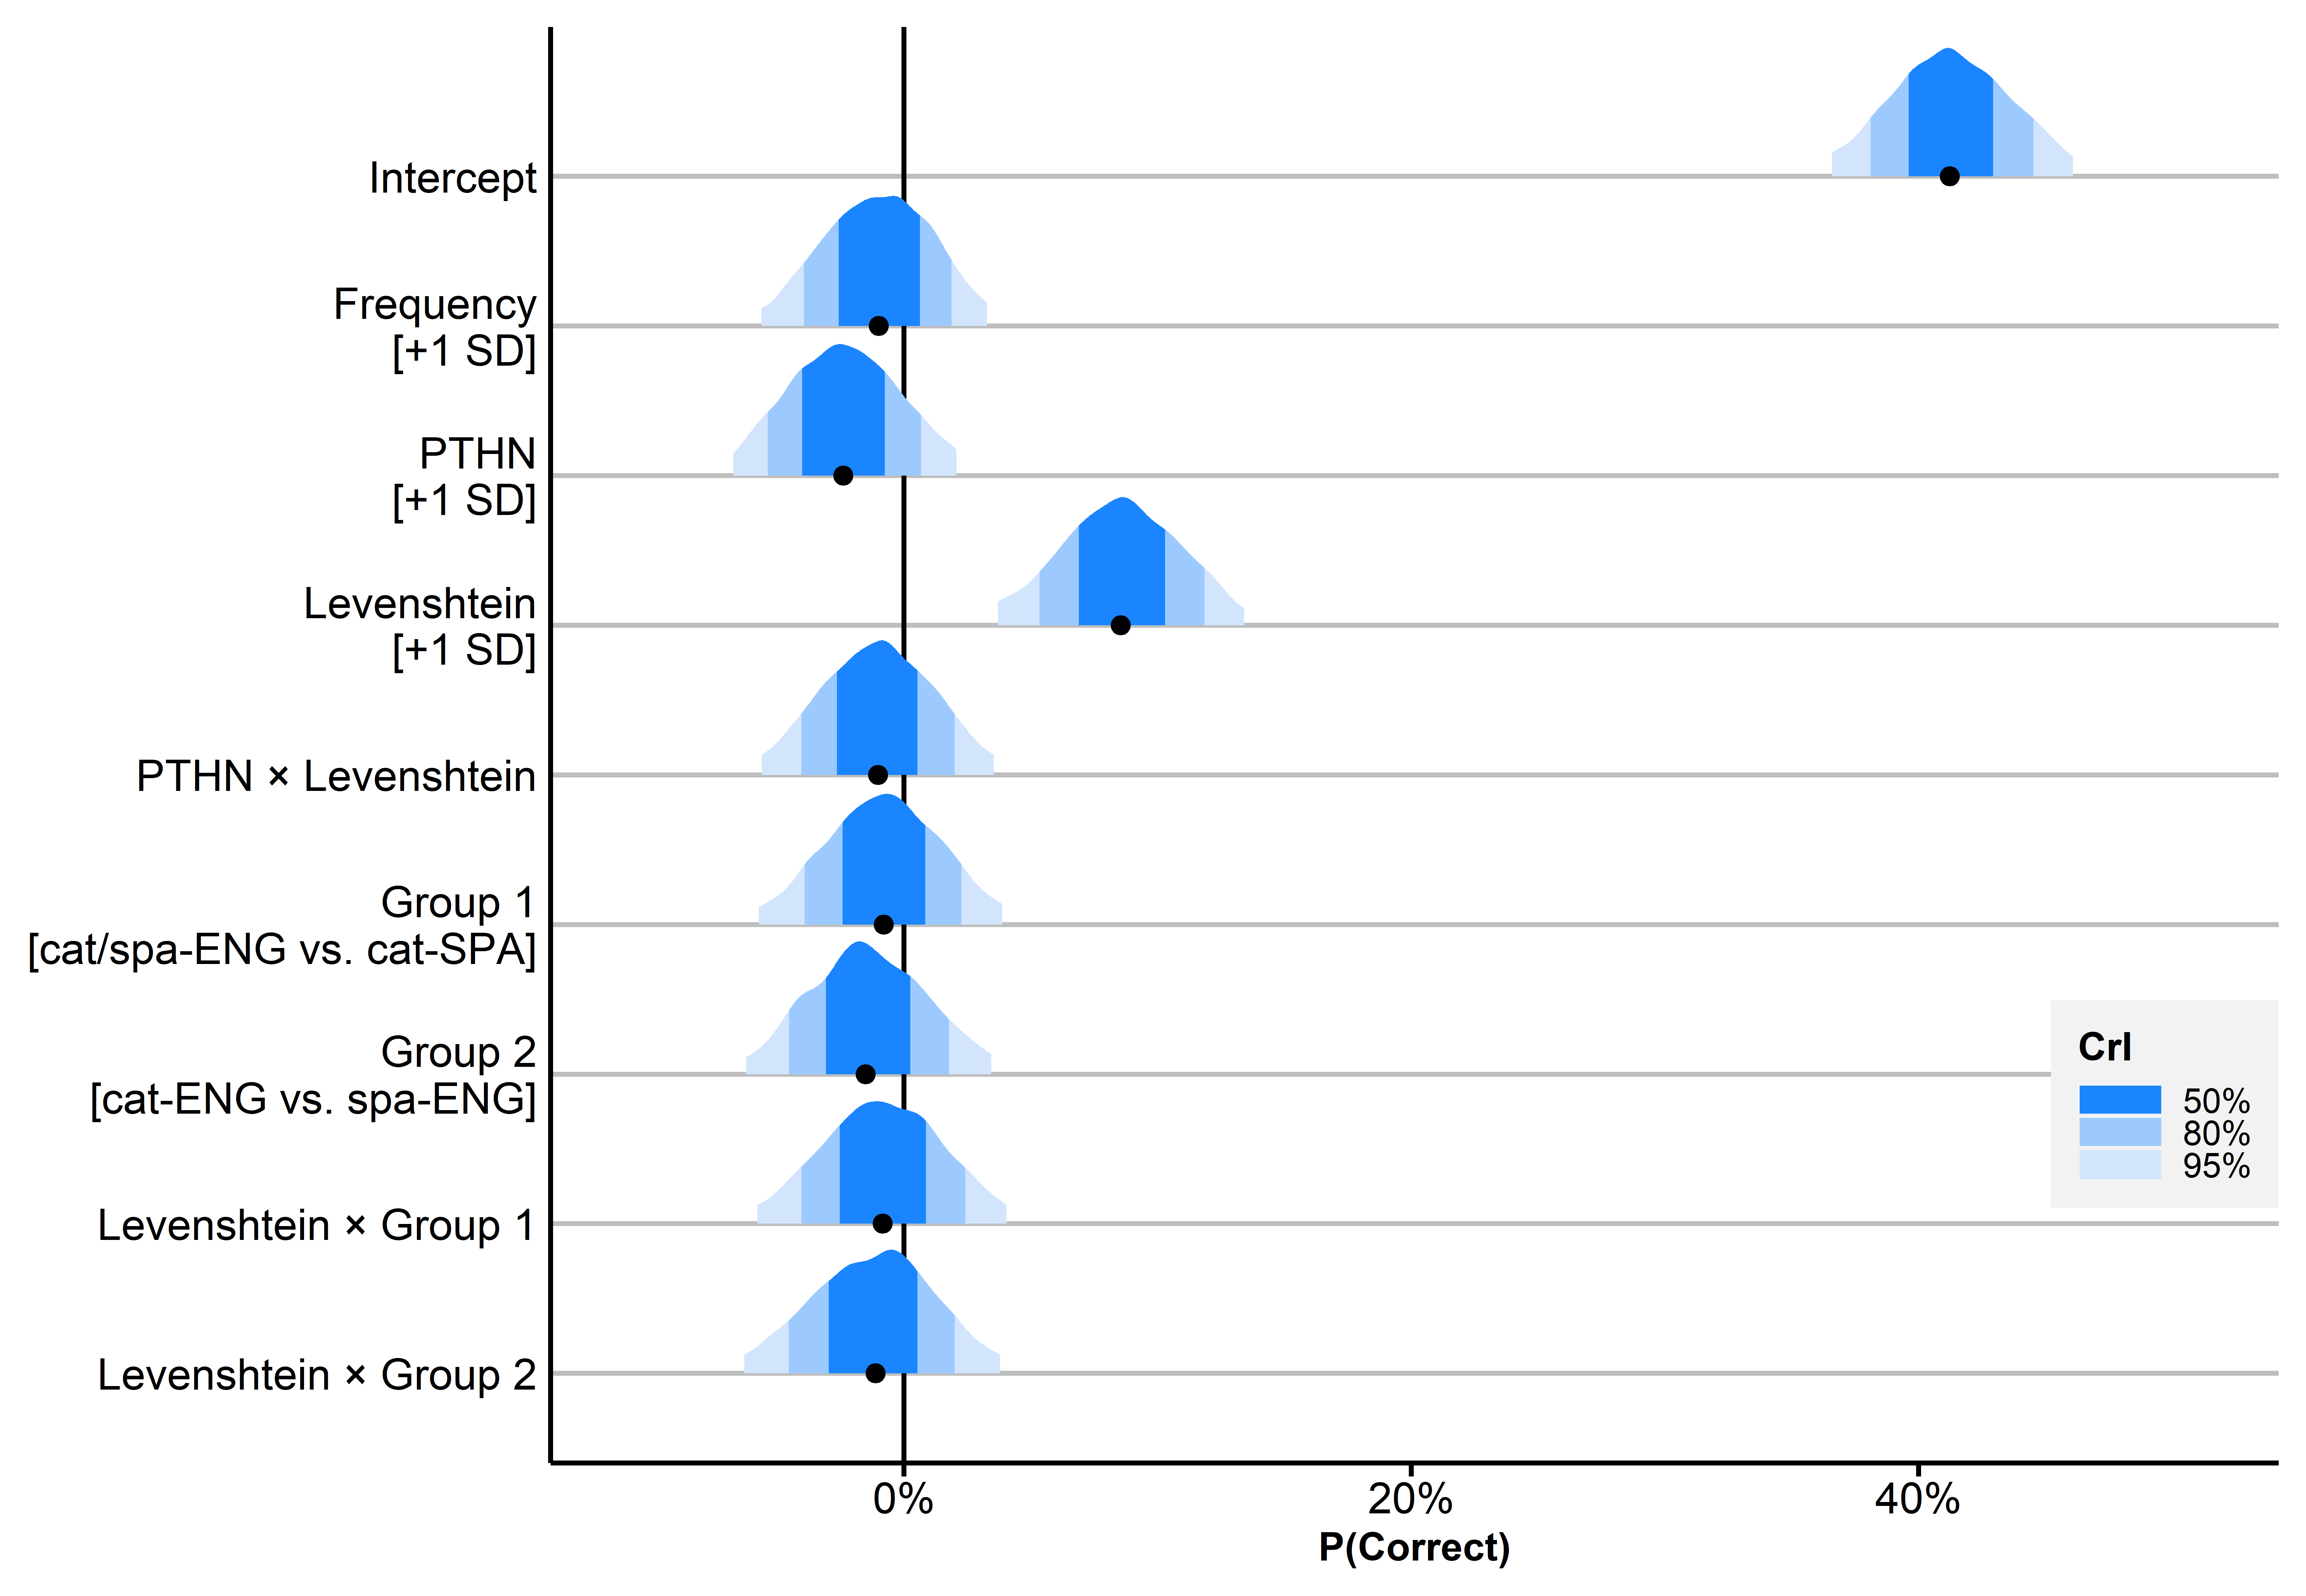 Intercept
Frequency
[+1 SD]
PTHN
[+1 SD]
Levenshtein
[+1 SD]
PTHN × Levenshtein
Group 1
[cat/spa-ENG vs. cat-SPA]
Group 2
[cat-ENG vs. spa-ENG]
Levenshtein × Group 1
Levenshtein × Group 2
CrI
50%
80%
95%
0%
20%
40%
P(Correct)